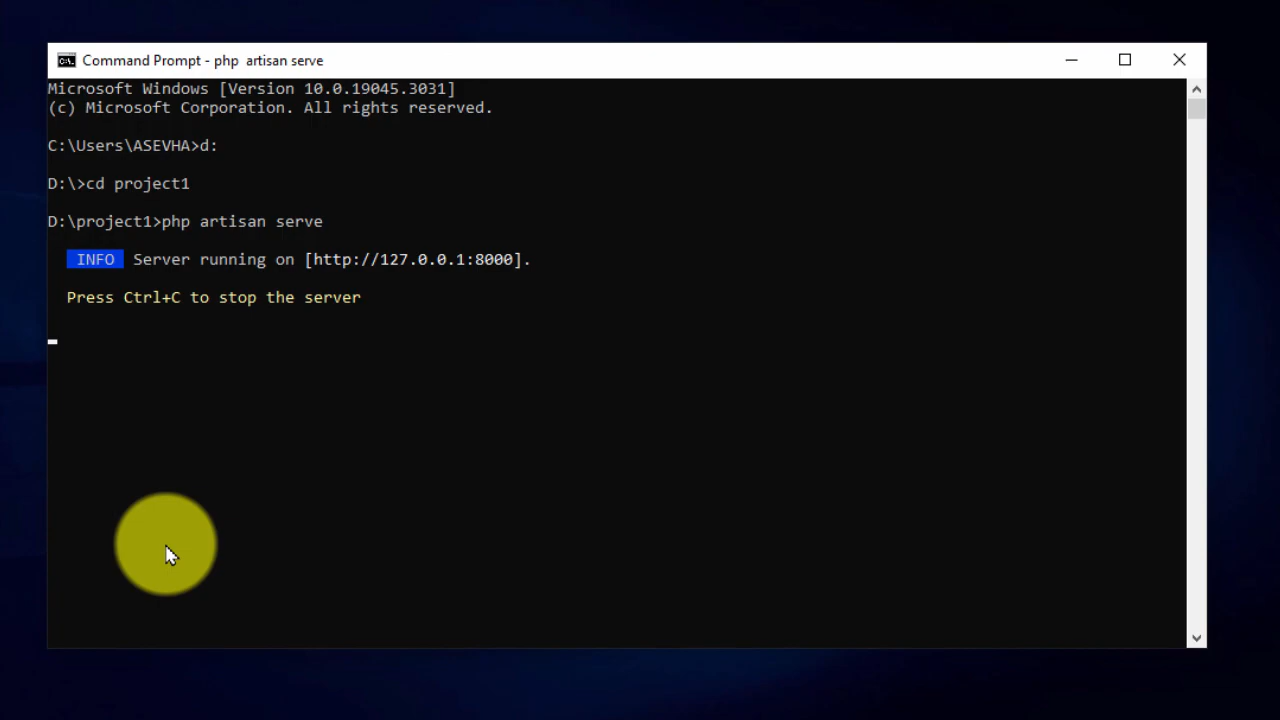 Command Prompt - php  artisan serve
Microsoft Windows [Version 10.0.19045.3031]
(c) Microsoft Corporation. All rights reserved.
C:\Users\ASEVHA>d:
D:\>cd project1
D:\project1>php artisan serve
INFO  Server running on [http://127.0.0.1:8000].
Press Ctrl+C to stop the server